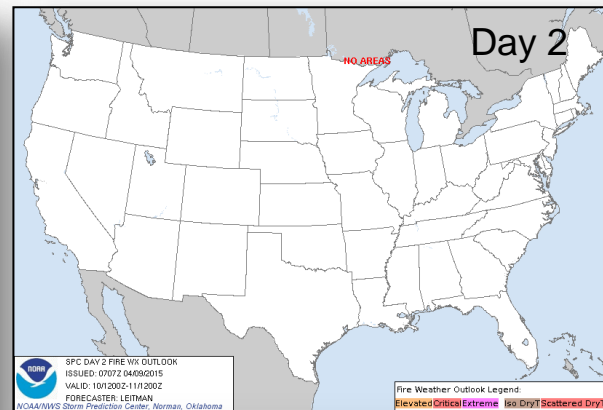 Day 2
NO AREAS
NOAA
SPC DAY 2 FIRE WX OUTLOOK
ISSUED: 0707Z 04/09/2015
VALID: 10/1200Z-11/1200Z
FORECASTER: LEITMAN
NOAA/NWS Storm Prediction Center, Norman, Oklahoma
Fire Weather Outlook Legend:
Elevated Critical Extreme Iso DryT Scattered DryT